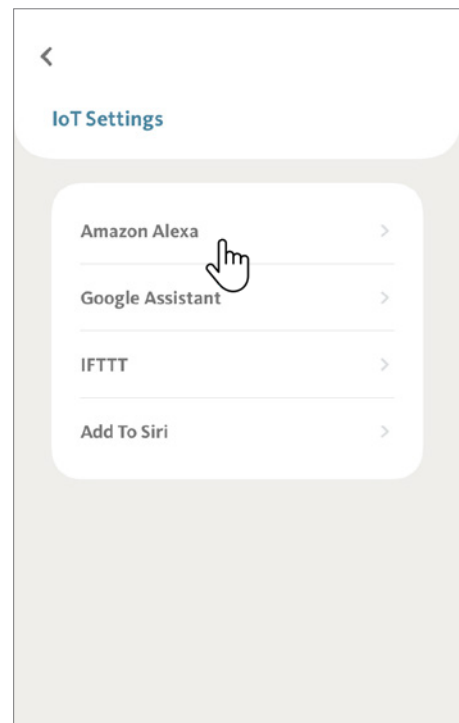 IoT Settings
Amazon Alexa
Google Assistant
IFTTT
Add To Siri